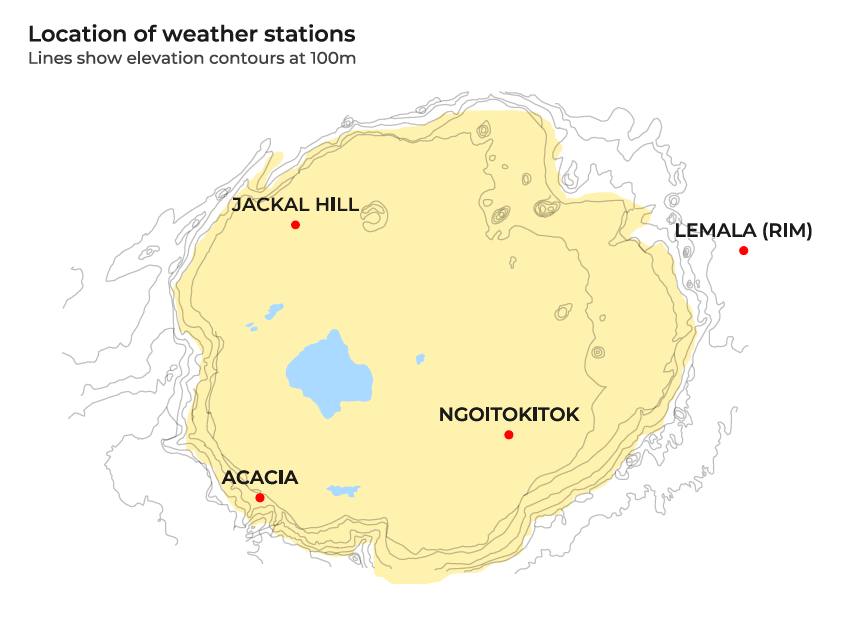 Location of weather stations
Lines show elevation contours at 100m
JACKAL HILL
LEMALA (RIM)
NGOITOKITOK
ACACIA